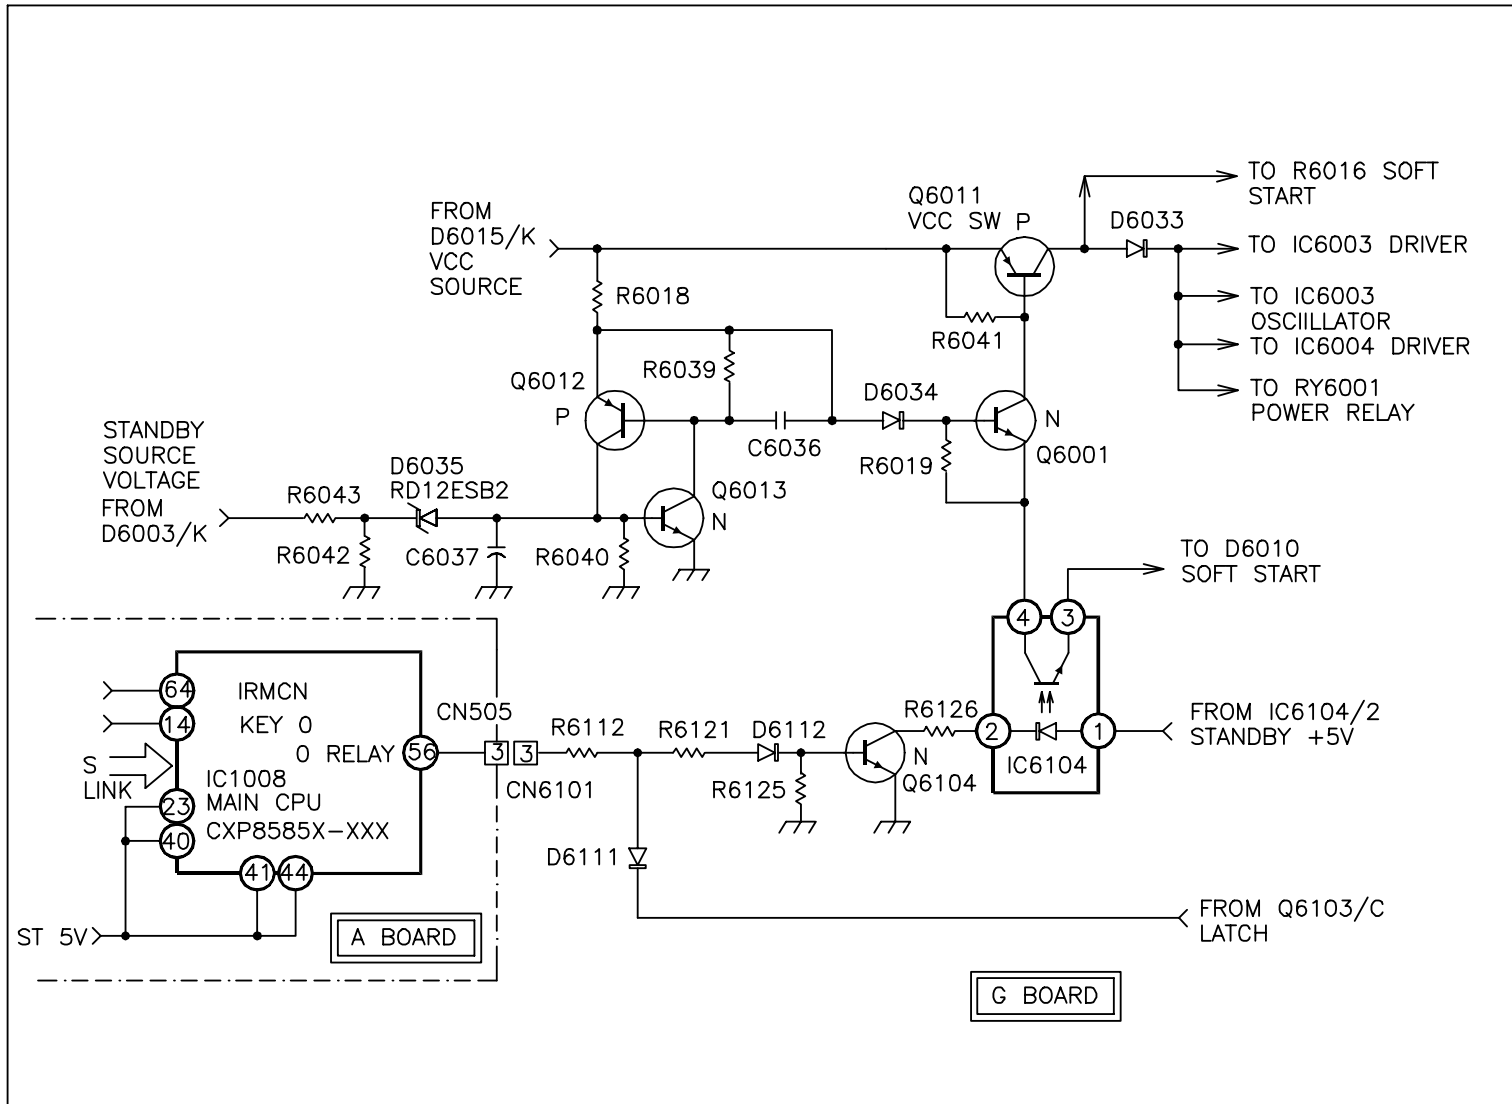 TO R6016 SOFT
START
Q6011
VCC SW
P
D6033
FROM
D6015/K
VCC
SOURCE
TO IC6003 DRIVER
R6018
TO IC6003
OSCIILLATOR
R6041
TO IC6004 DRIVER
R6039
Q6012
P
D6034
TO RY6001
POWER RELAY
N
C6036
R6019
Q6001
STANDBY
SOURCE
VOLTAGE
FROM
D6003/K
R6043
D6035
RD12ESB2
Q6013
N
R6042
C6037
R6040
TO D6010
SOFT START
4
3
64
IRMCN
14
KEY 0
0 RELAY
56
S
LINK
IC1008
MAIN CPU
CXP8585X-XXX
23
40
41
44
ST 5V
A BOARD
CN505
3
3
CN6101
R6112
R6121
D6112
R6125
R6126
N
Q6104
2
1
IC6104
FROM IC6104/2
STANDBY +5V
D6111
FROM Q6103/C
LATCH
G BOARD